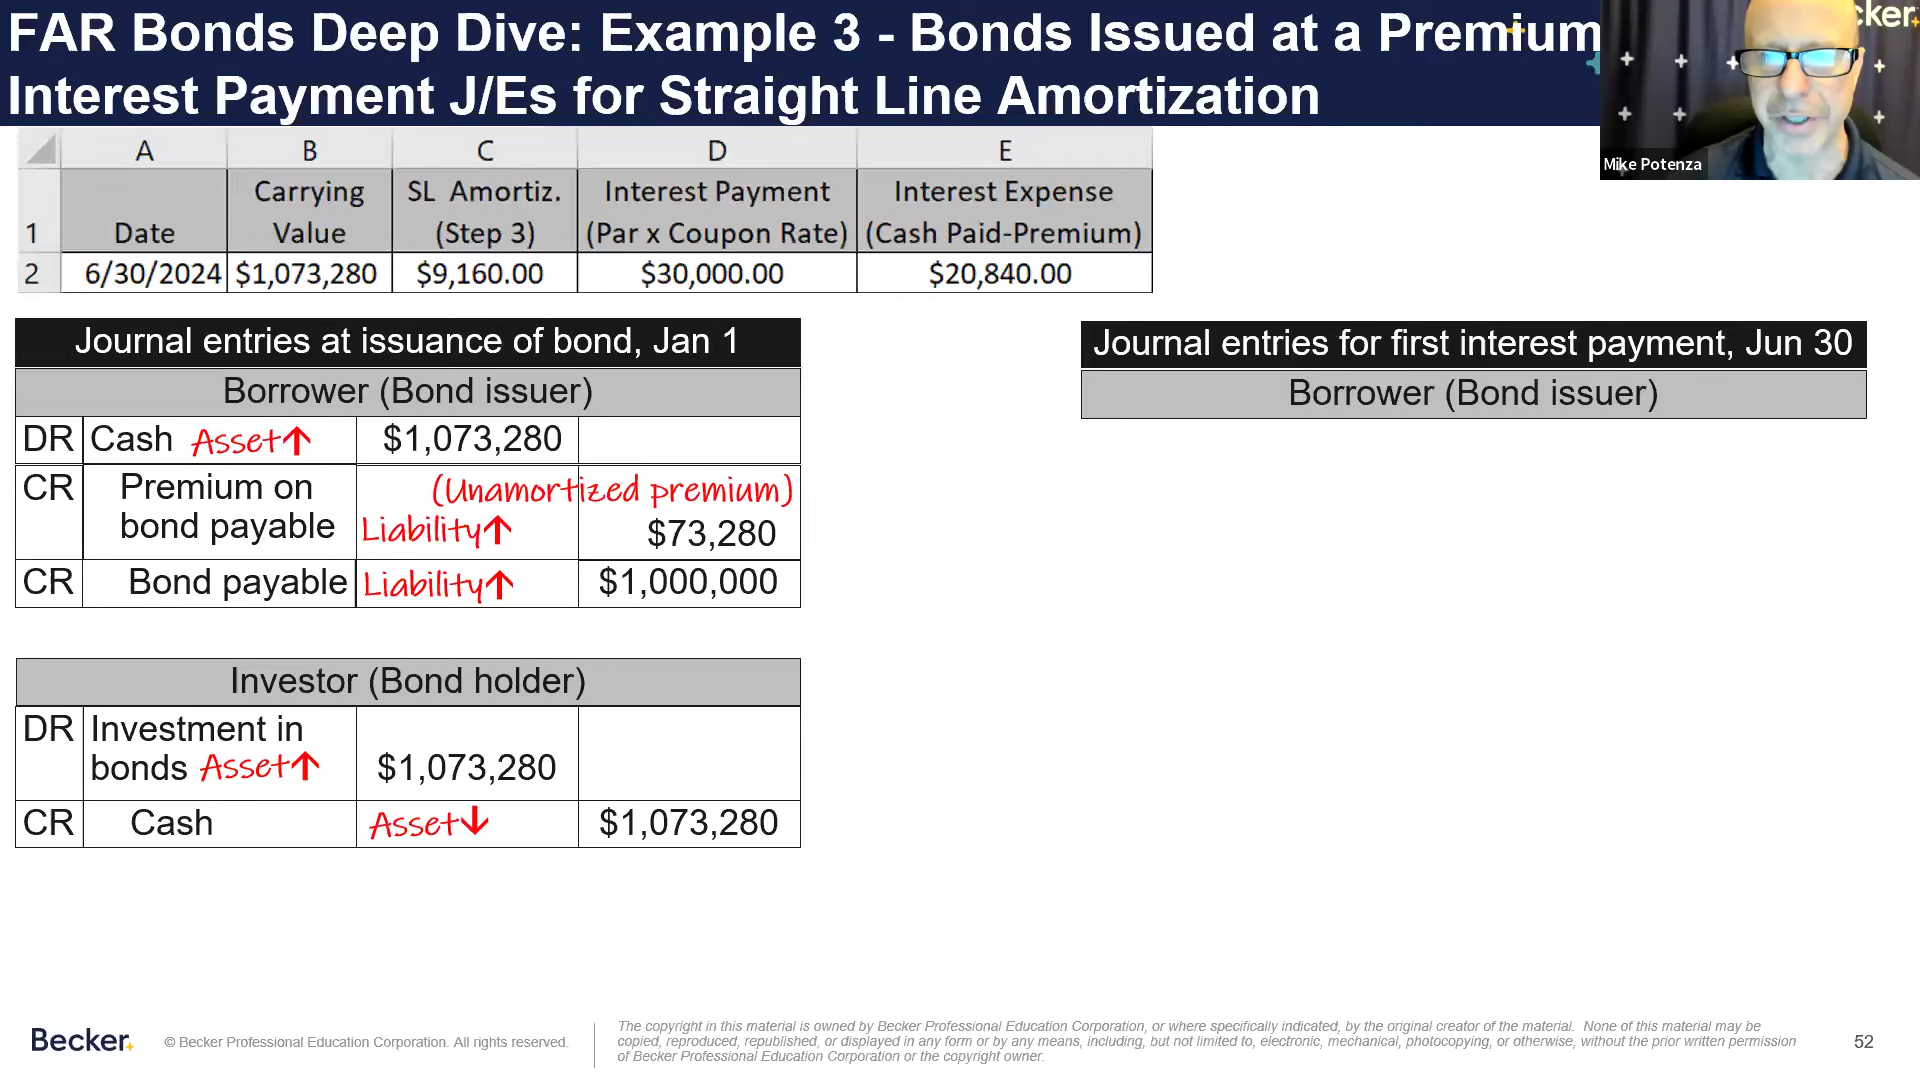 FAR Bonds Deep Dive: Example 3 - Bonds Issued at a Premium
Interest Payment J/Es for Straight Line Amortization
cker
Mike Potenza
A B C D E
1 Date Carrying Value SL Amortiz. (Step 3) Interest Payment (Par x Coupon Rate) Interest Expense (Cash Paid-Premium)
2 6/30/2024 $1,073,280 $9,160.00 $30,000.00 $20,840.00
Journal entries at issuance of bond, Jan 1
Borrower (Bond issuer)
DR Cash Asset↑ $1,073,280
CR Premium on (Unamortized premium)
bond payable Liability↑ $73,280
CR Bond payable Liability↑ $1,000,000
Investor (Bond holder)
DR Investment in
bonds Asset↑ $1,073,280
CR Cash Asset↓ $1,073,280
Journal entries for first interest payment, Jun 30
Borrower (Bond issuer)
Becker.
© Becker Professional Education Corporation. All rights reserved.
The copyright in this material is owned by Becker Professional Education Corporation, or where specifically indicated, by the original creator of the material. None of this material may be
copied, reproduced, republished, or displayed in any form or by any means, including, but not limited to, electronic, mechanical, photocopying, or otherwise, without the prior written permission
of Becker Professional Education Corporation or the copyright owner.
52